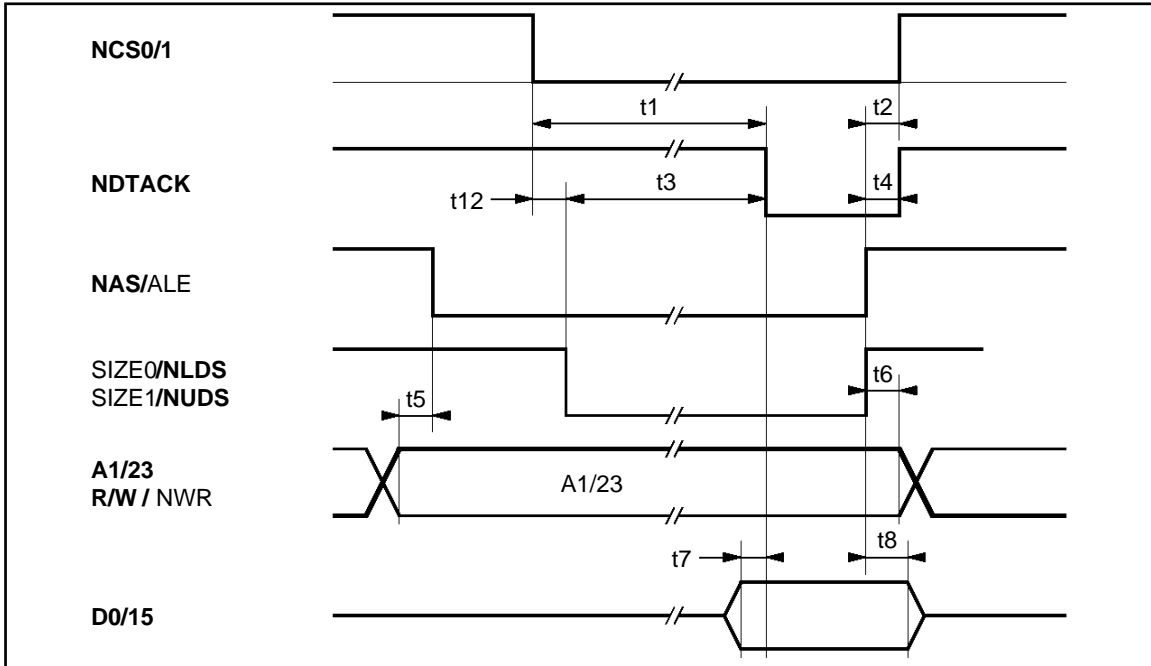 NCS0/1
t1
t2
NDTACK
t12
t3
t4
NAS/ALE
SIZE0/NLDS
SIZE1/NUDS
t5
t6
A1/23
R/W / NWR
A1/23
t7
t8
D0/15